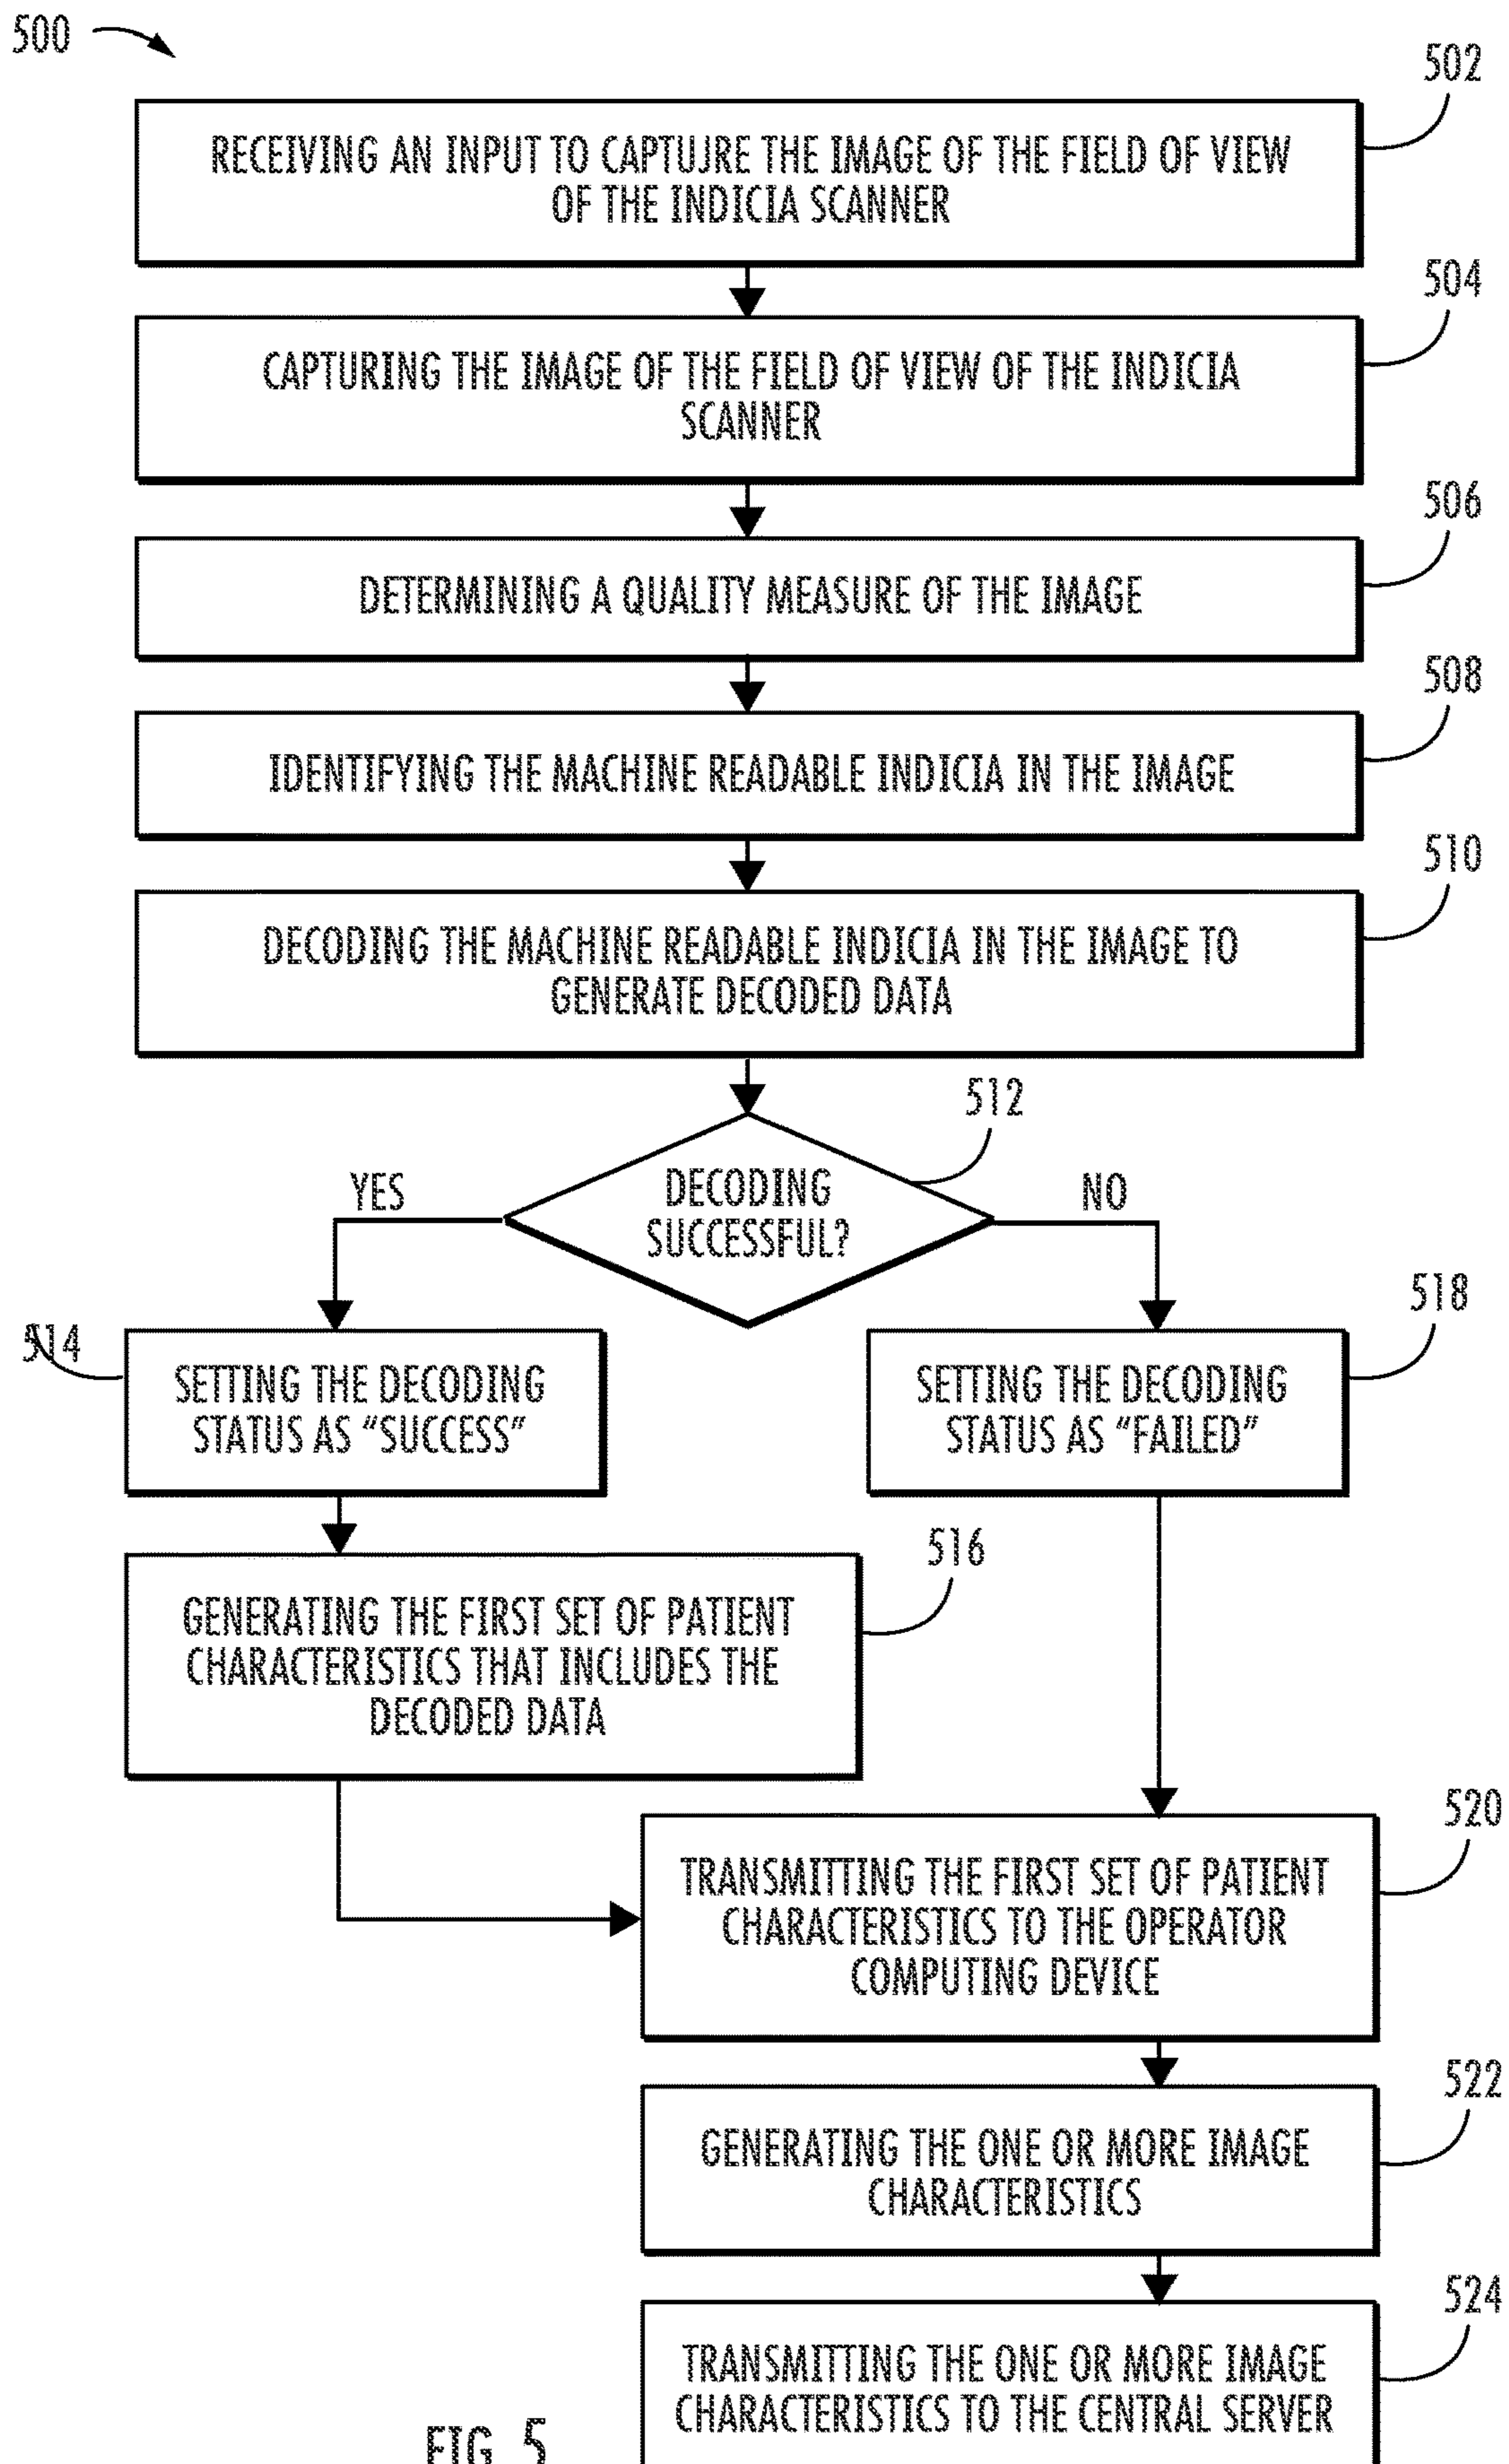 500
502
RECEIVING AN INPUT TO CAPTUJRE THE IMAGE OF THE FIELD OF VIEW
OF THE INDICIA SCANNER
504
CAPTURING THE IMAGE OF THE FIELD OF VIEW OF THE INDICIA
SCANNER
506
DETERMINING A QUALITY MEASURE OF THE IMAGE
508
IDENTIFYING THE MACHINE READABLE INDICIA IN THE IMAGE
510
DECODING THE MACHINE READABLE INDICIA IN THE IMAGE TO
GENERATE DECODED DATA
512
DECODING
SUCCESSFUL?
YES
NO
514
SETTING THE DECODING
STATUS AS “SUCCESS”
518
SETTING THE DECODING
STATUS AS “FAILED”
516
GENERATING THE FIRST SET OF PATIENT
CHARACTERISTICS THAT INCLUDES THE
DECODED DATA
520
TRANSMITTING THE FIRST SET OF PATIENT
CHARACTERISTICS TO THE OPERATOR
COMPUTING DEVICE
522
GENERATING THE ONE OR MORE IMAGE
CHARACTERISTICS
524
TRANSMITTING THE ONE OR MORE IMAGE
CHARACTERISTICS TO THE CENTRAL SERVER
FIG. 5